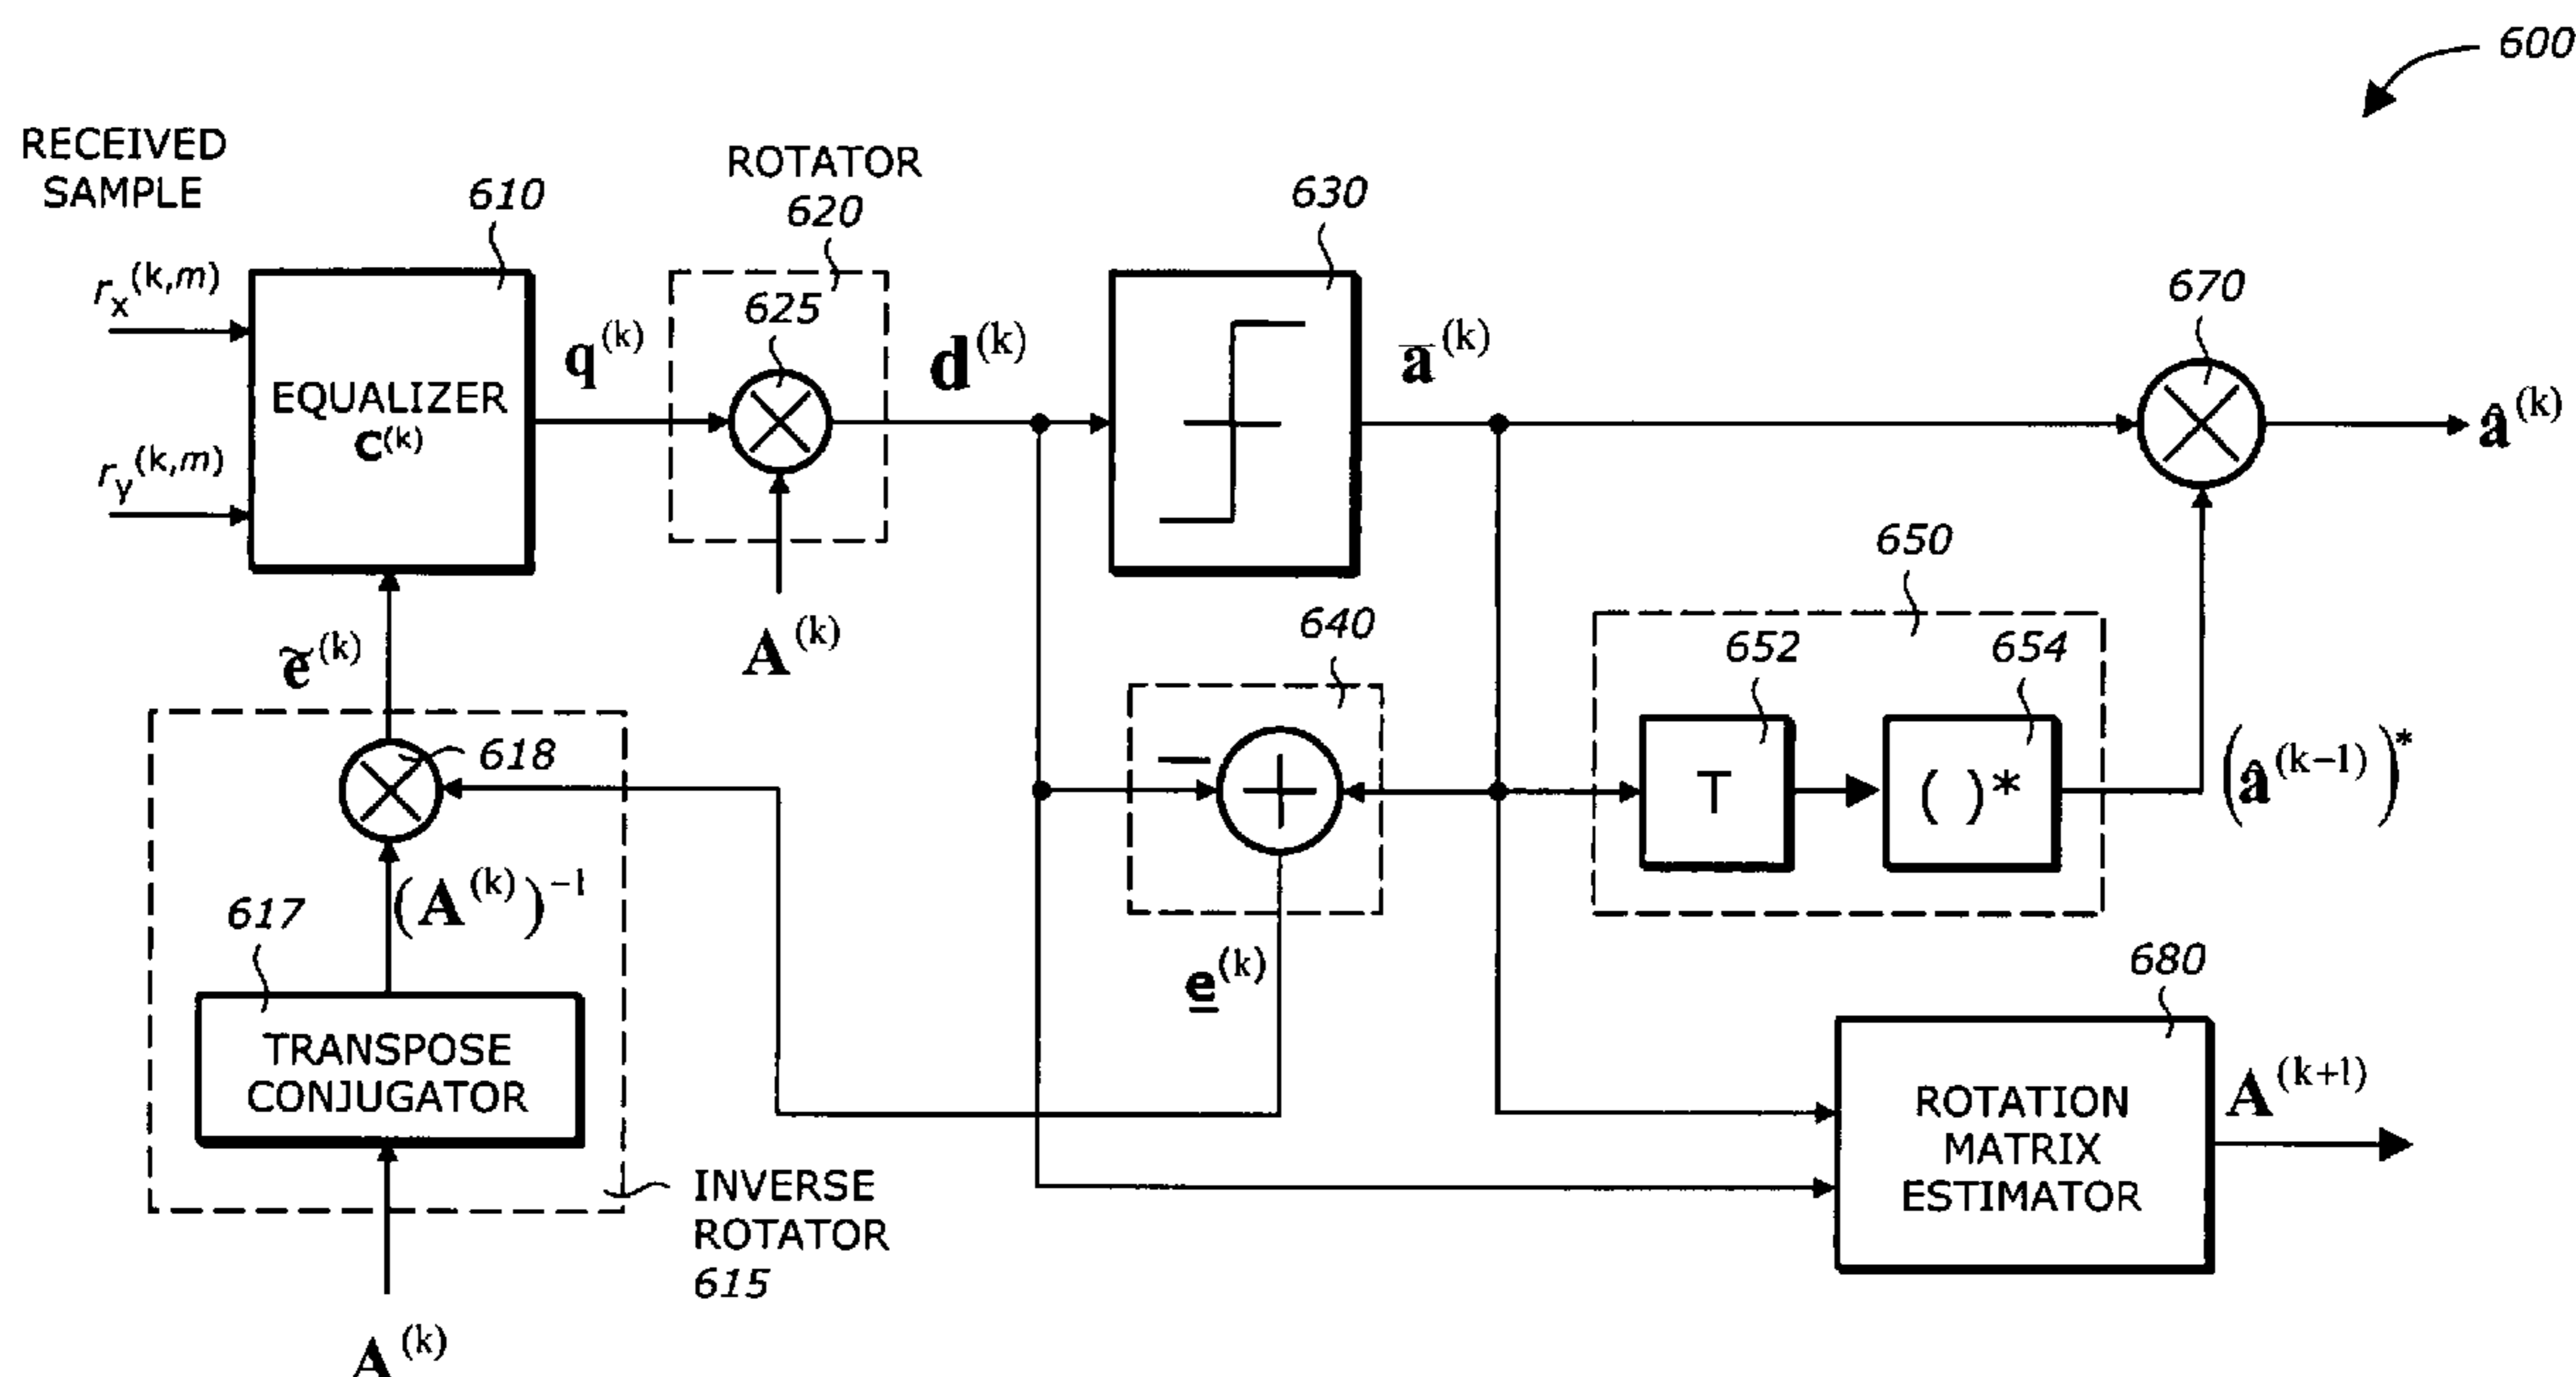 600
RECEIVED
SAMPLE
610
ROTATOR
620
630
625
670
r_x^(k,m)
r_y^(k,m)
EQUALIZER
C^(k)
q^(k)
d^(k)
a̅^(k)
â^(k)
A^(k)
ẽ^(k)
640
650
652
654
618
−
+
T
( )*
(â^(k−1))*
(A^(k))^−1
617
TRANSPOSE
CONJUGATOR
e̲^(k)
680
ROTATION
MATRIX
ESTIMATOR
A^(k+1)
INVERSE
ROTATOR
615
A^(k)